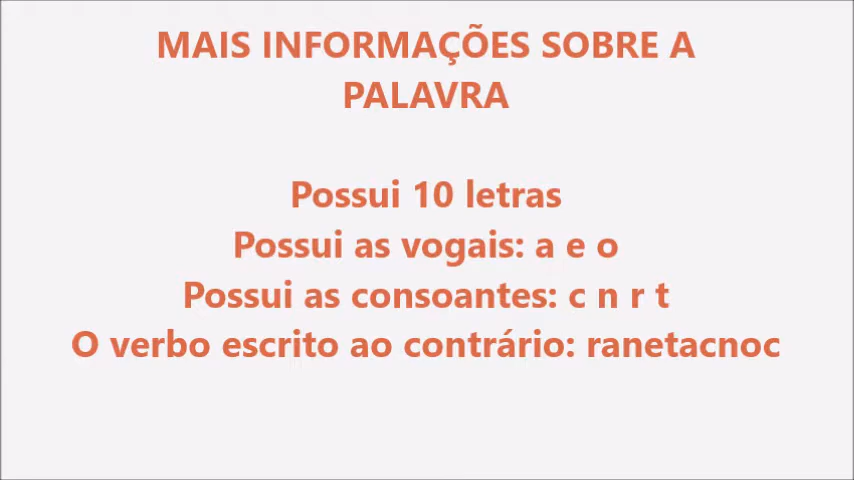 MAIS INFORMAÇÕES SOBRE A
PALAVRA
Possui 10 letras
Possui as vogais: a e o
Possui as consoantes: c n r t
O verbo escrito ao contrário: ranetacnoc